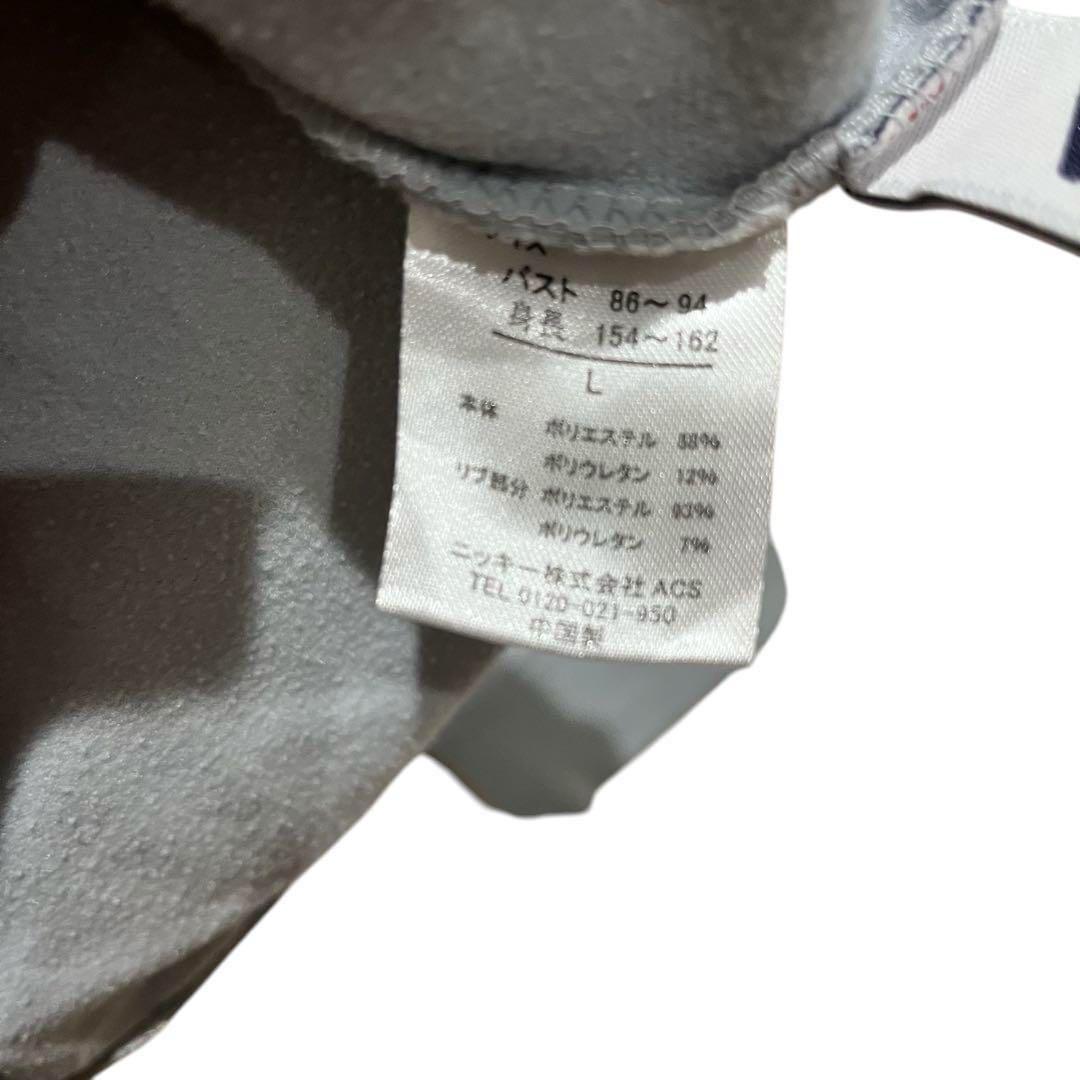 バスト 86〜94
身長 154〜162
L
本体 ポリエステル 88%
ポリウレタン 12%
リブ部分 ポリエステル 93%
ポリウレタン 7%
ニッキー株式会社 ACS
TEL 0120-021-950
中国製